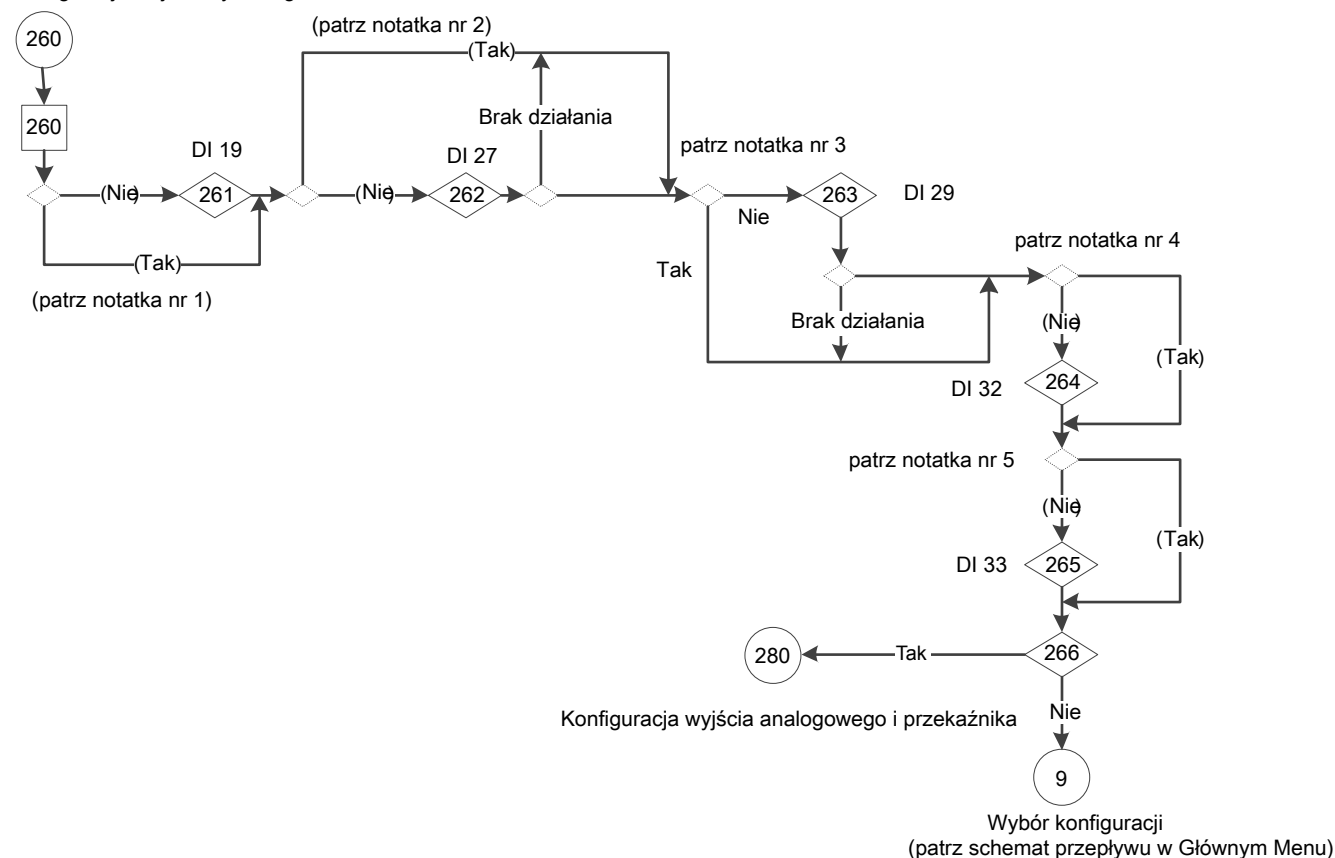 (patrz notatka nr 2)
260
(Tak)
260
Brak działania
DI 19
DI 27
patrz notatka nr 3
(Nie)
261
(Nie)
262
263
DI 29
Nie
(Tak)
Tak
patrz notatka nr 4
(patrz notatka nr 1)
Brak działania
(Nie)
(Tak)
DI 32
264
patrz notatka nr 5
(Nie)
(Tak)
DI 33
265
280
Tak
266
Konfiguracja wyjścia analogowego i przekaźnika
Nie
9
Wybór konfiguracji
(patrz schemat przepływu w Głównym Menu)